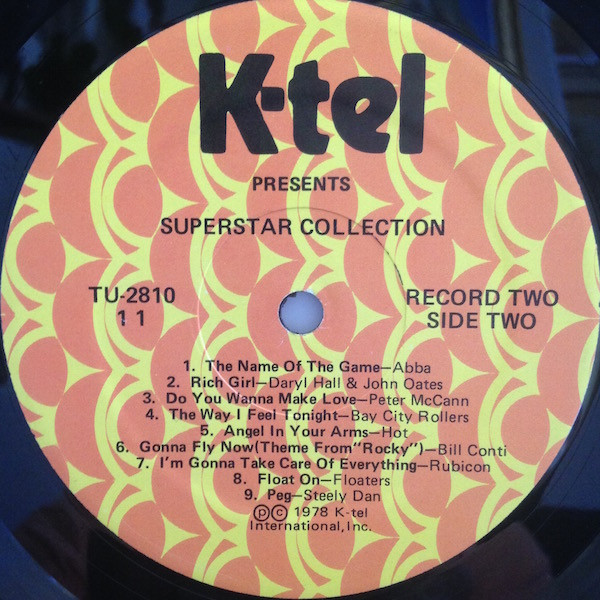 K-tel
PRESENTS
SUPERSTAR COLLECTION
TU-2810
11
RECORD TWO
SIDE TWO
1. The Name Of The Game—Abba
2. Rich Girl—Daryl Hall & John Oates
3. Do You Wanna Make Love—Peter McCann
4. The Way I Feel Tonight—Bay City Rollers
5. Angel In Your Arms—Hot
6. Gonna Fly Now(Theme From"Rocky")—Bill Conti
7. I'm Gonna Take Care Of Everything—Rubicon
8. Float On—Floaters
9. Peg—Steely Dan
ⓟⓒ 1978 K-tel
International,Inc.